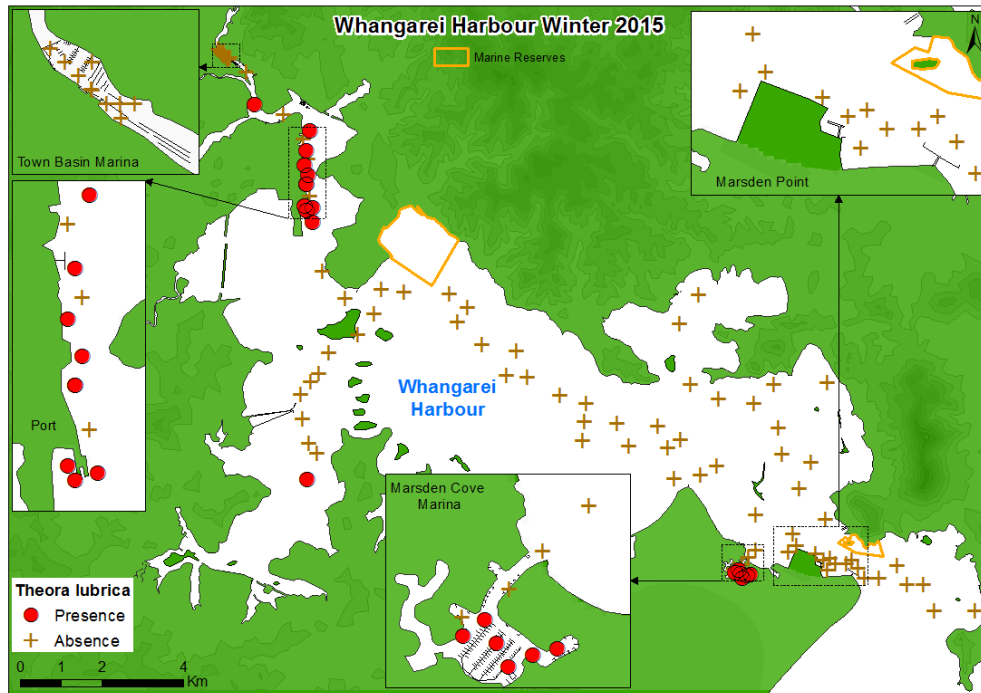 Whangarei Harbour Winter 2015
Marine Reserves
N
Town Basin Marina
Marsden Point
Port
Whangarei
Harbour
Marsden Cove
Marina
Theora lubrica
Presence
Absence
0 1 2 4
Km